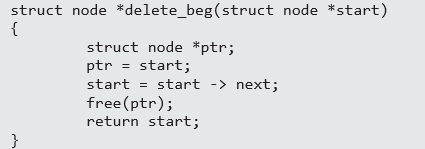 struct node *delete_beg(struct node *start)
{
struct node *ptr;
ptr = start;
start = start -> next;
free(ptr);
return start;
}